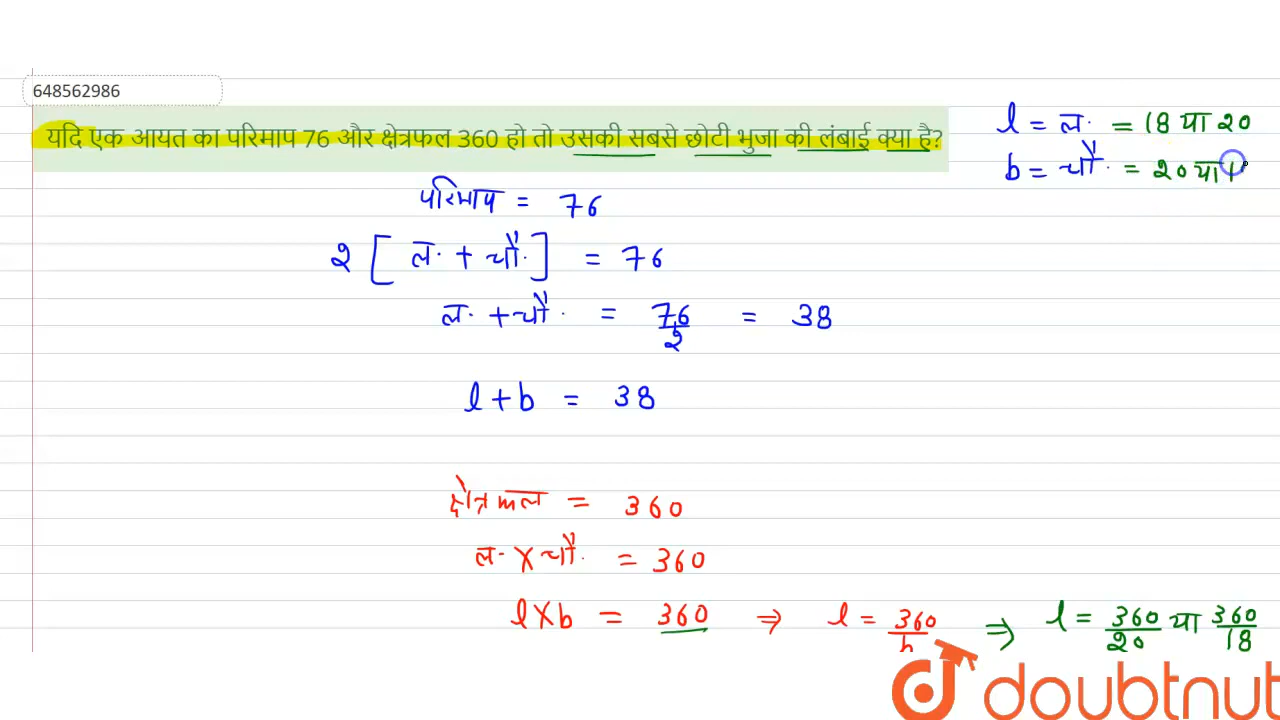 648562986
यदि एक आयत का परिमाप 76 और क्षेत्रफल 360 हो तो उसकी सबसे छोटी भुजा की लंबाई क्या है?
l = ल. = 18 या 20
b = चौ. = 20 या 1
परिमाप = 76
2 [ ल. + चौ. ] = 76
ल. + चौ. = 76/2 = 38
l + b = 38
क्षेत्रफल = 360
ल. X चौ. = 360
l X b = 360 ⇒ l = 360/b ⇒ l = 360/20 या 360/18
doubtnut